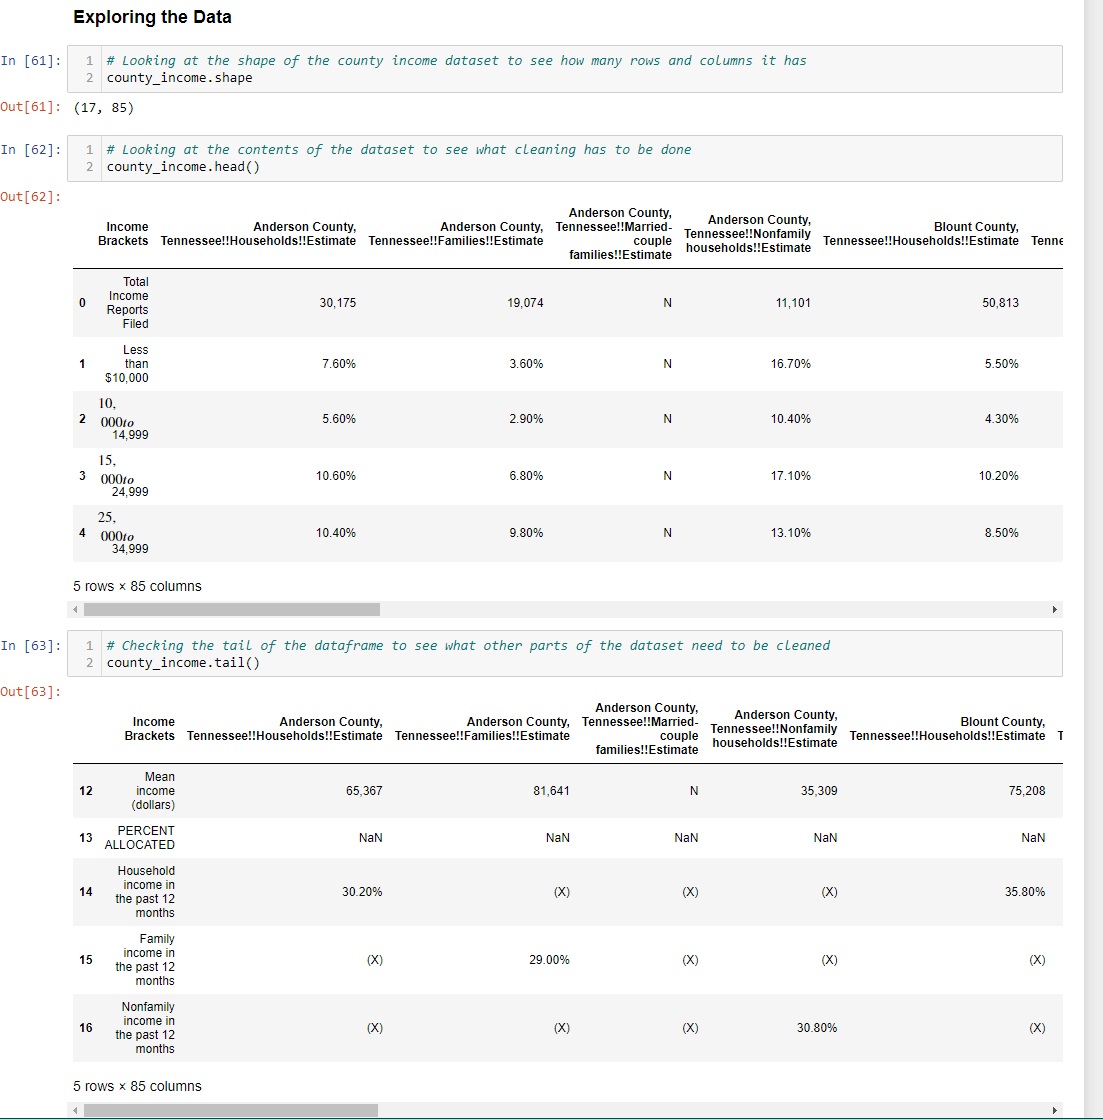 Exploring the Data
In [61]:
1 # Looking at the shape of the county income dataset to see how many rows and columns it has
2 county_income.shape
Out[61]: (17, 85)
In [62]:
1 # Looking at the contents of the dataset to see what cleaning has to be done
2 county_income.head()
Out[62]:
Income Brackets Anderson County, Tennessee!!Households!!Estimate Anderson County, Tennessee!!Families!!Estimate Anderson County, Tennessee!!Married-couple families!!Estimate Anderson County, Tennessee!!Nonfamily households!!Estimate Blount County, Tennessee!!Households!!Estimate Tenne
0 Total Income Reports Filed 30,175 19,074 N 11,101 50,813
1 Less than $10,000 7.60% 3.60% N 16.70% 5.50%
2 10, 000to 14,999 5.60% 2.90% N 10.40% 4.30%
3 15, 000to 24,999 10.60% 6.80% N 17.10% 10.20%
4 25, 000to 34,999 10.40% 9.80% N 13.10% 8.50%
5 rows × 85 columns
In [63]:
1 # Checking the tail of the dataframe to see what other parts of the dataset need to be cleaned
2 county_income.tail()
Out[63]:
Income Brackets Anderson County, Tennessee!!Households!!Estimate Anderson County, Tennessee!!Families!!Estimate Anderson County, Tennessee!!Married-couple families!!Estimate Anderson County, Tennessee!!Nonfamily households!!Estimate Blount County, Tennessee!!Households!!Estimate T
12 Mean income (dollars) 65,367 81,641 N 35,309 75,208
13 PERCENT ALLOCATED NaN NaN NaN NaN NaN
14 Household income in the past 12 months 30.20% (X) (X) (X) 35.80%
15 Family income in the past 12 months (X) 29.00% (X) (X) (X)
16 Nonfamily income in the past 12 months (X) (X) (X) 30.80% (X)
5 rows × 85 columns